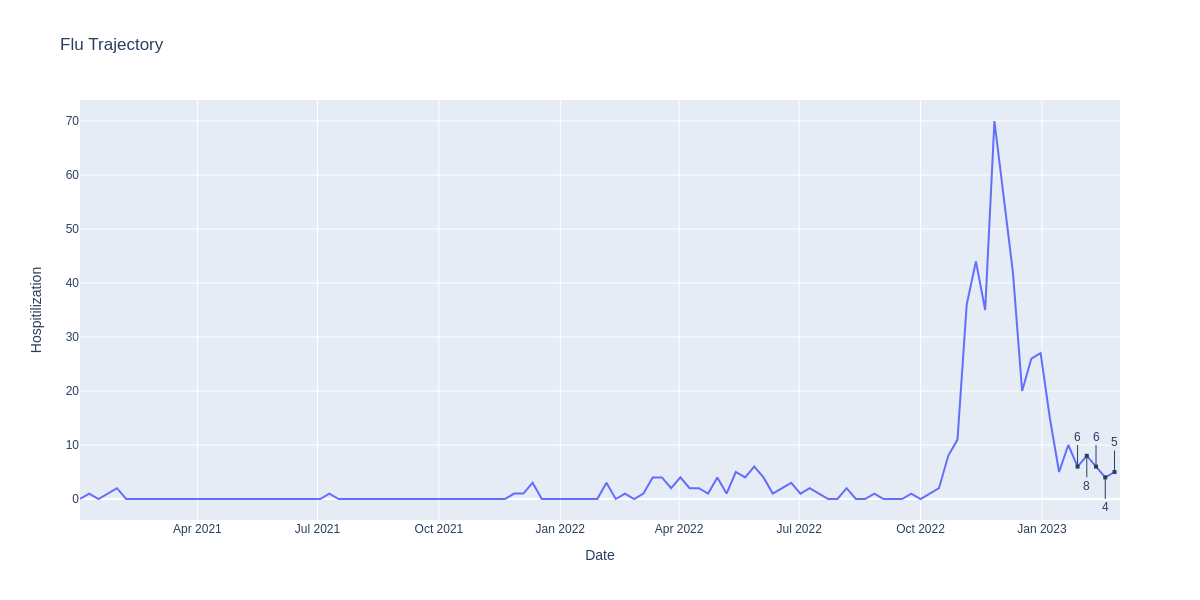 Flu Trajectory
Hospitilization
70
60
50
40
30
20
10
0
6
6
5
8
4
Apr 2021
Jul 2021
Oct 2021
Jan 2022
Apr 2022
Jul 2022
Oct 2022
Jan 2023
Date